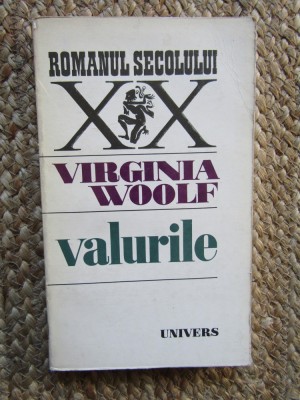 ROMANUL SECOLULUI
XX
VIRGINIA
WOOLF
valurile
UNIVERS